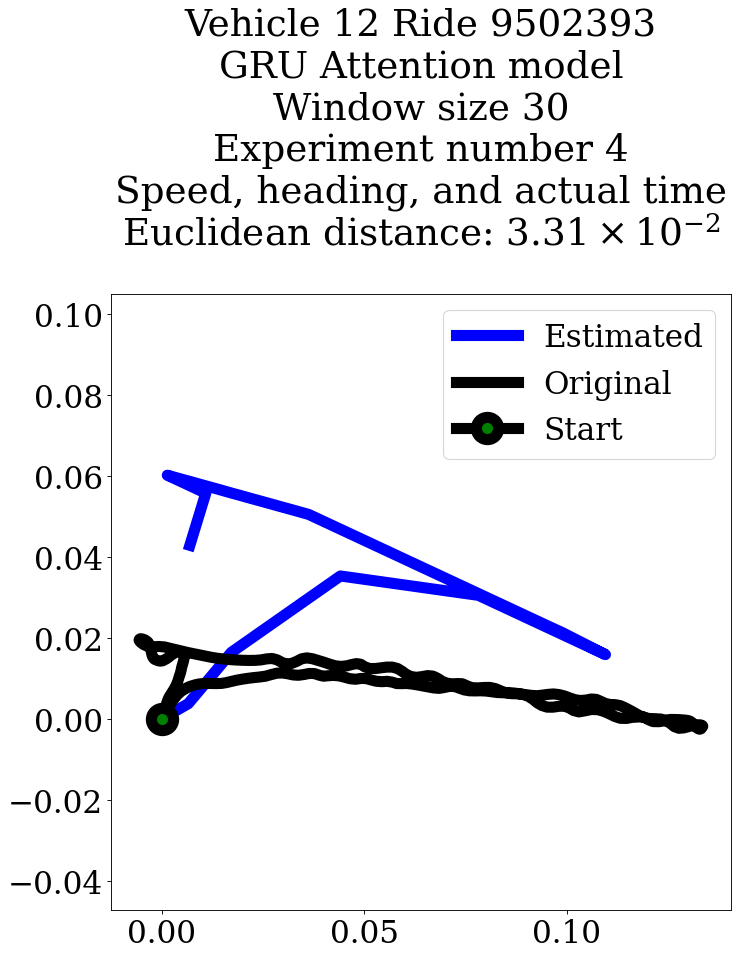 Vehicle 12 Ride 9502393
GRU Attention model
Window size 30
Experiment number 4
Speed, heading, and actual time
Euclidean distance: 3.31 × 10⁻²
Estimated
Original
Start
0.10
0.08
0.06
0.04
0.02
0.00
−0.02
−0.04
0.00 0.05 0.10